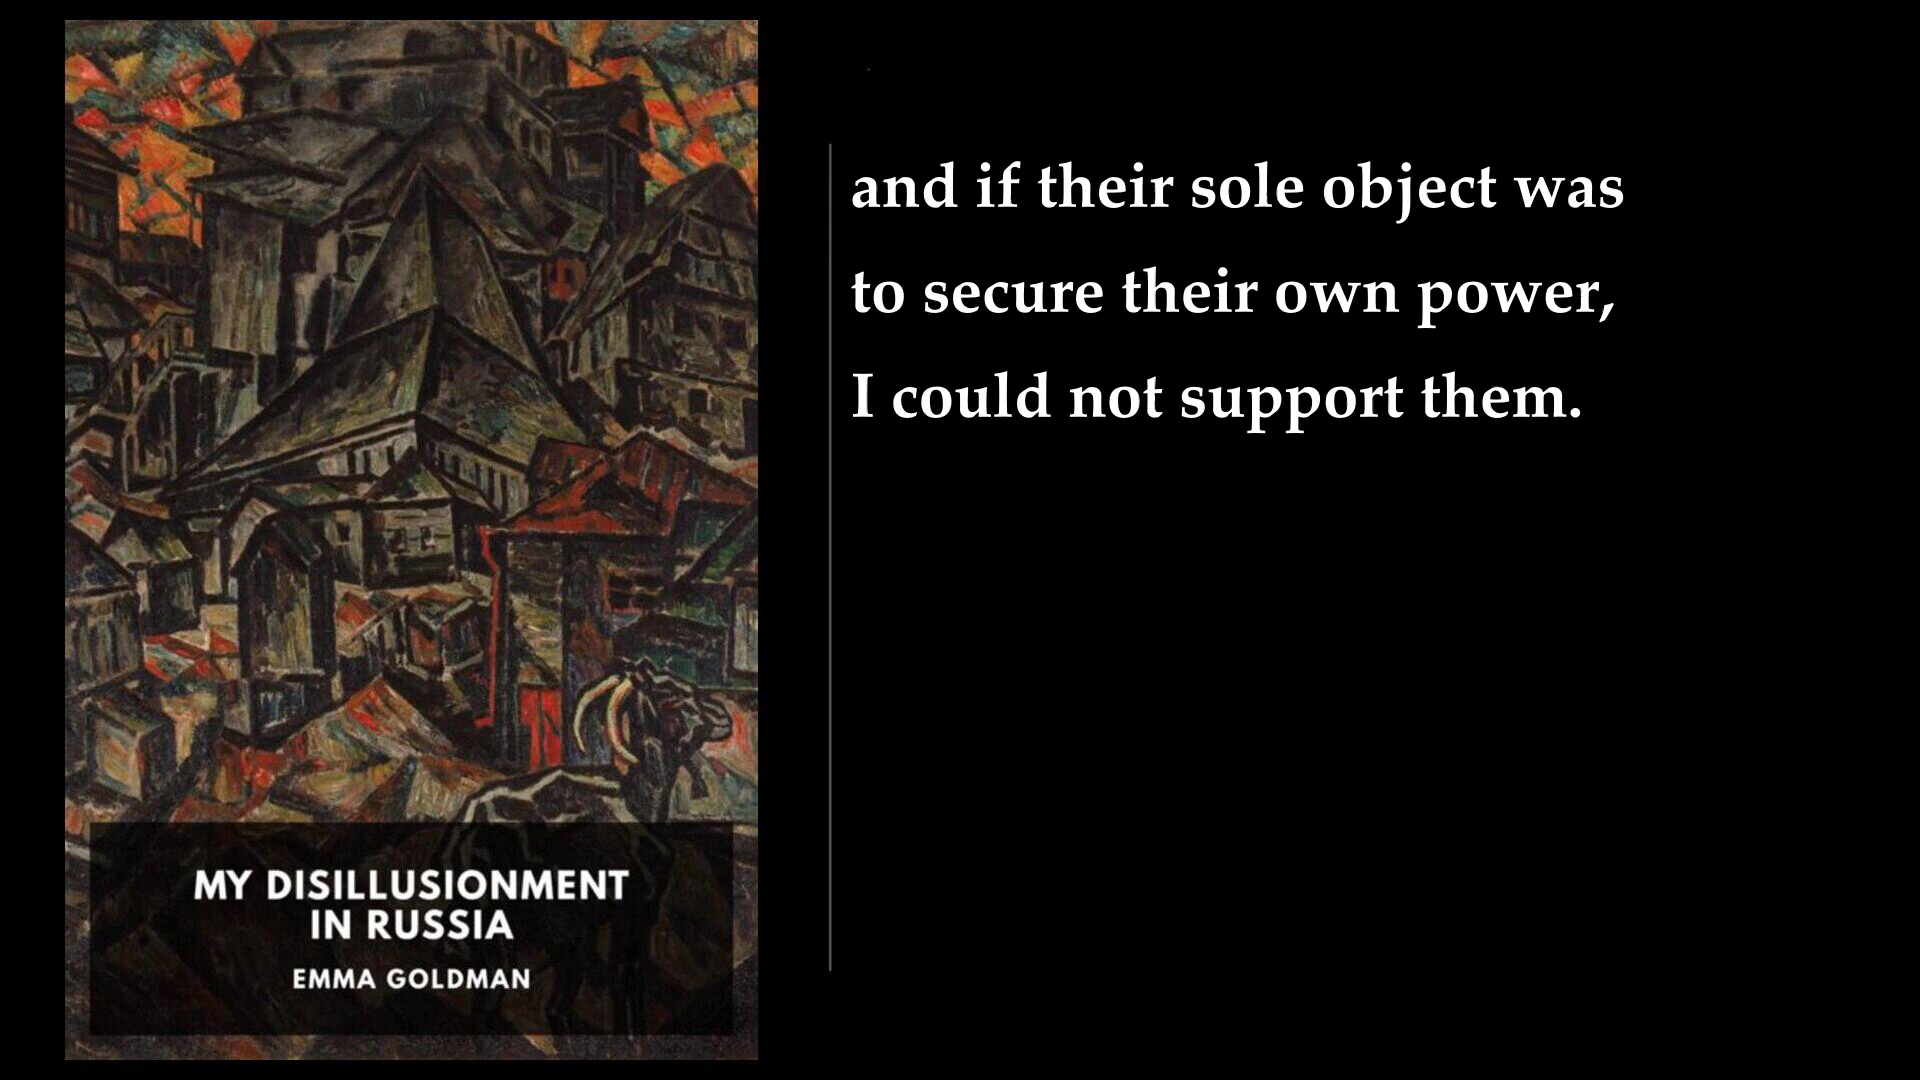 and if their sole object was
to secure their own power,
I could not support them.
MY DISILLUSIONMENT
IN RUSSIA
EMMA GOLDMAN